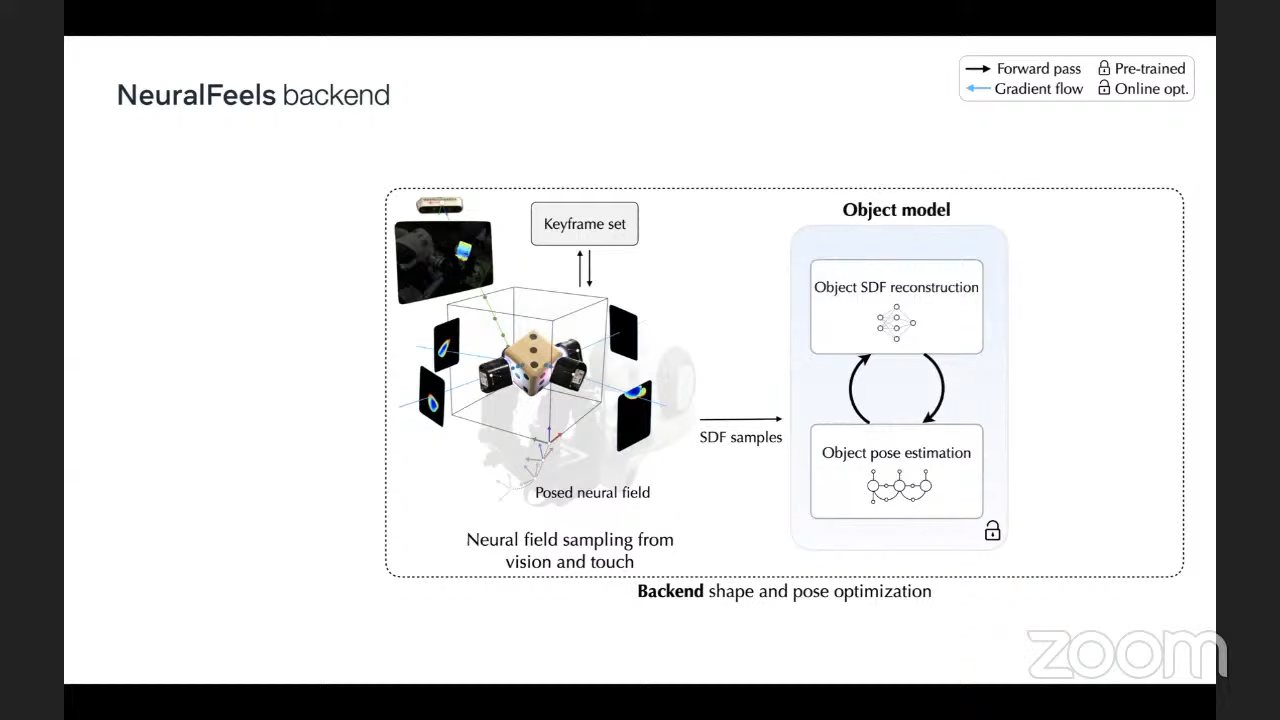 NeuralFeels backend
Forward pass
Pre-trained
Gradient flow
Online opt.
Keyframe set
Object model
Object SDF reconstruction
SDF samples
Object pose estimation
Posed neural field
Neural field sampling from
vision and touch
Backend shape and pose optimization
zoom